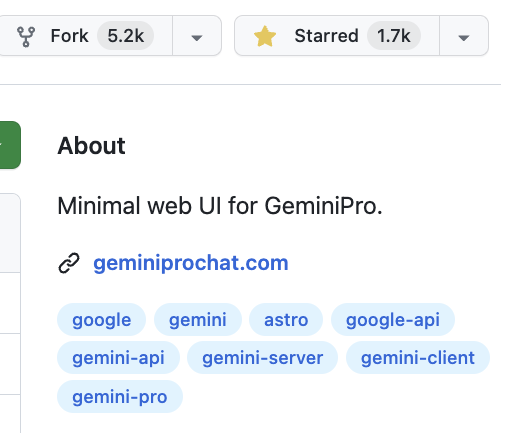 Fork 5.2k Starred 1.7k
About
Minimal web UI for GeminiPro.
geminiprochat.com
google gemini astro google-api
gemini-api gemini-server gemini-client
gemini-pro